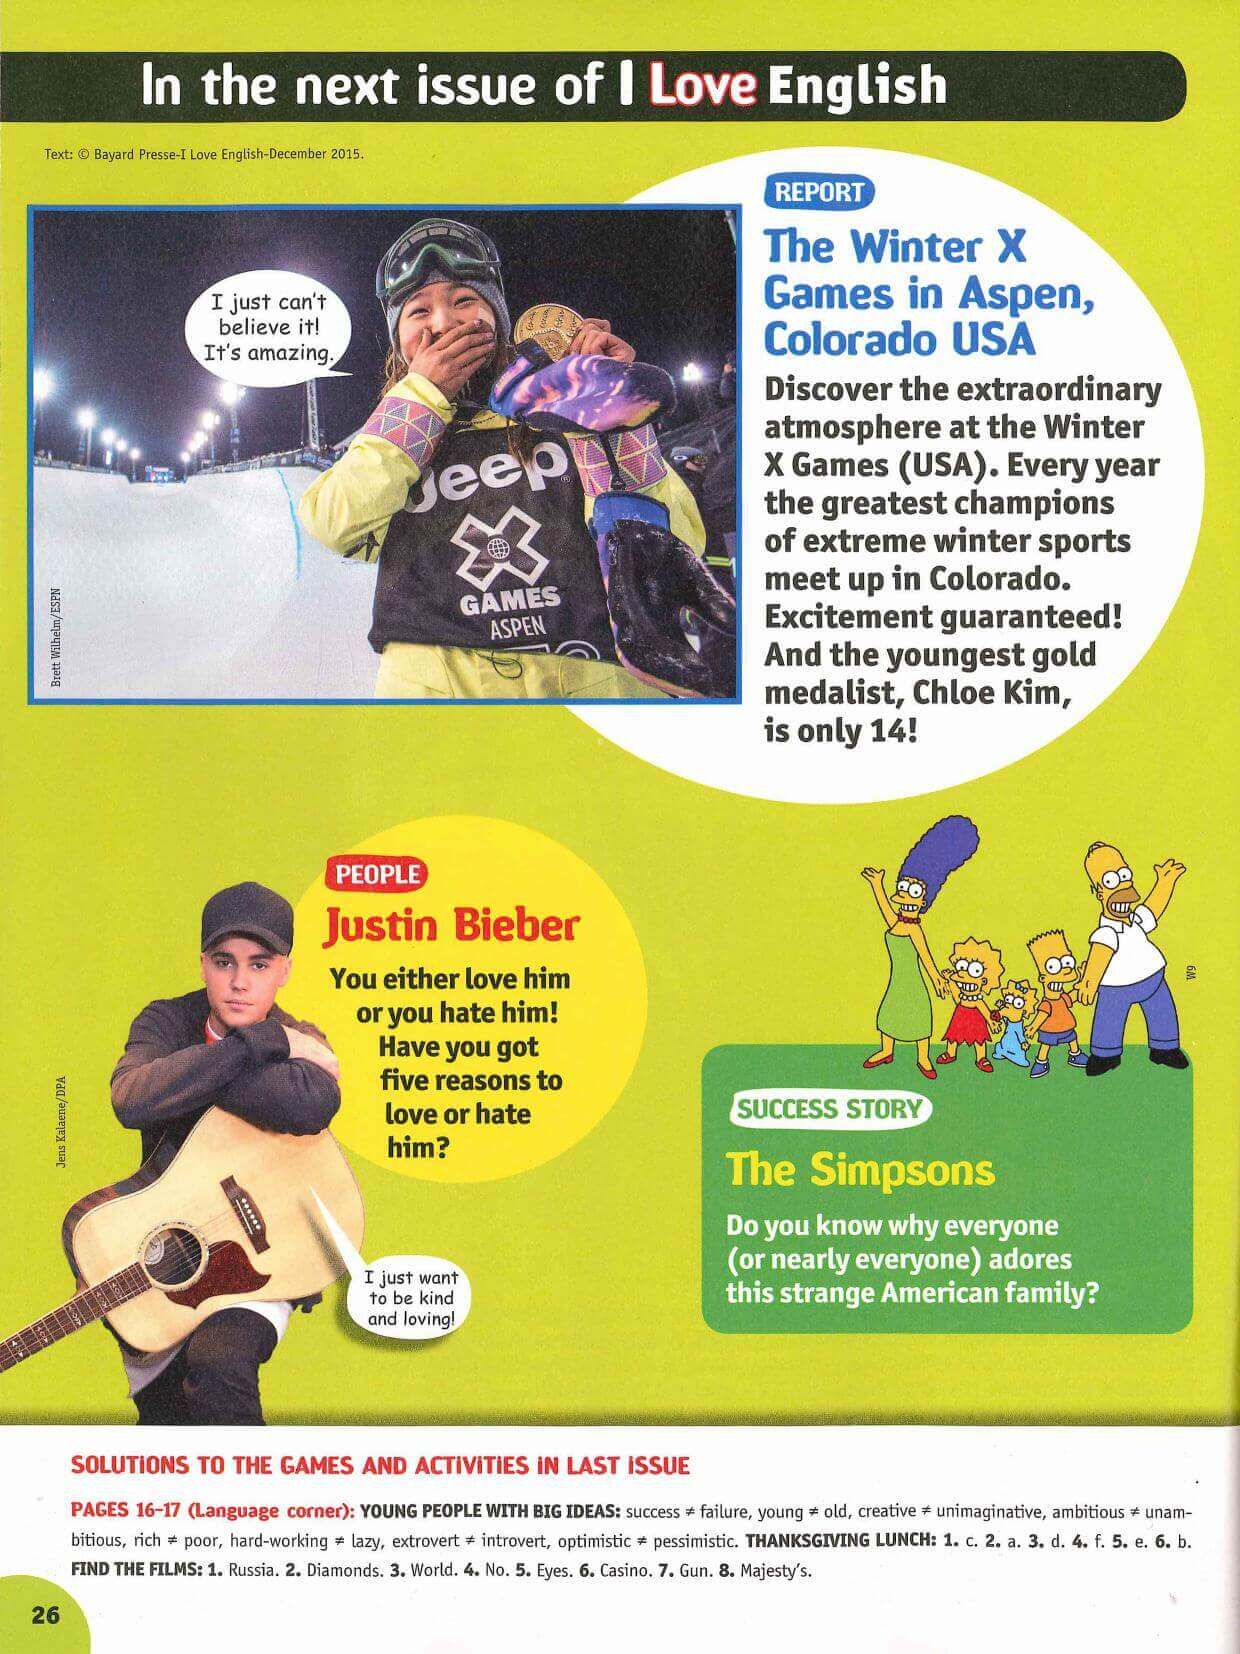 In the next issue of I Love English
Text: © Bayard Presse-I Love English-December 2015.
REPORT
The Winter X
Games in Aspen,
Colorado USA
Discover the extraordinary
atmosphere at the Winter
X Games (USA). Every year
the greatest champions
of extreme winter sports
meet up in Colorado.
Excitement guaranteed!
And the youngest gold
medalist, Chloe Kim,
is only 14!
I just can't
believe it!
It's amazing.
Jeep
X
GAMES
ASPEN
Brett Wilhelm/ESPN
PEOPLE
Justin Bieber
You either love him
or you hate him!
Have you got
five reasons to
love or hate
him?
I just want
to be kind
and loving!
Jens Kalaene/DPA
W9
SUCCESS STORY
The Simpsons
Do you know why everyone
(or nearly everyone) adores
this strange American family?
SOLUTIONS TO THE GAMES AND ACTIVITIES IN LAST ISSUE
PAGES 16-17 (Language corner): YOUNG PEOPLE WITH BIG IDEAS: success ≠ failure, young ≠ old, creative ≠ unimaginative, ambitious ≠ unam-
bitious, rich ≠ poor, hard-working ≠ lazy, extrovert ≠ introvert, optimistic ≠ pessimistic. THANKSGIVING LUNCH: 1. c. 2. a. 3. d. 4. f. 5. e. 6. b.
FIND THE FILMS: 1. Russia. 2. Diamonds. 3. World. 4. No. 5. Eyes. 6. Casino. 7. Gun. 8. Majesty's.
26